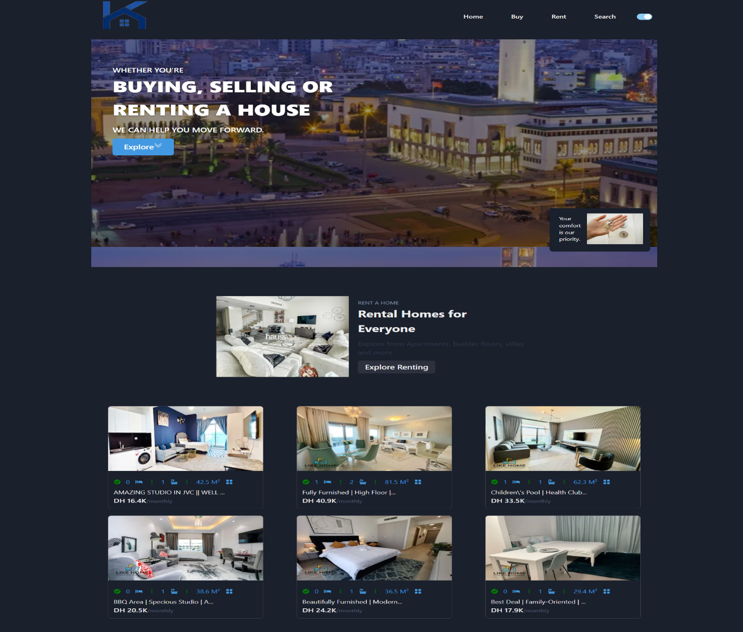 Home Buy Rent Search
WHETHER YOU'RE
BUYING, SELLING OR
RENTING A HOUSE
WE CAN HELP YOU MOVE FORWARD.
Explore
Your
comfort
is our
priority.
RENT A HOME
Rental Homes for
Everyone
Explore from Apartments, builder floors, villas
and more
Explore Renting
0 | 1 | 42.5 M²
AMAZING STUDIO IN JVC || WELL ...
DH 16.4K/monthly
1 | 2 | 81.5 M²
Fully Furnished | High Floor |...
DH 40.9K/monthly
1 | 1 | 62.3 M²
Children\'s Pool | Health Club...
DH 33.5K/monthly
0 | 1 | 38.6 M²
BBQ Area | Specious Studio | A...
DH 20.5K/monthly
0 | 1 | 36.5 M²
Beautifully Furnished | Modern...
DH 24.2K/monthly
0 | 1 | 29.4 M²
Best Deal | Family-Oriented | ...
DH 17.9K/monthly